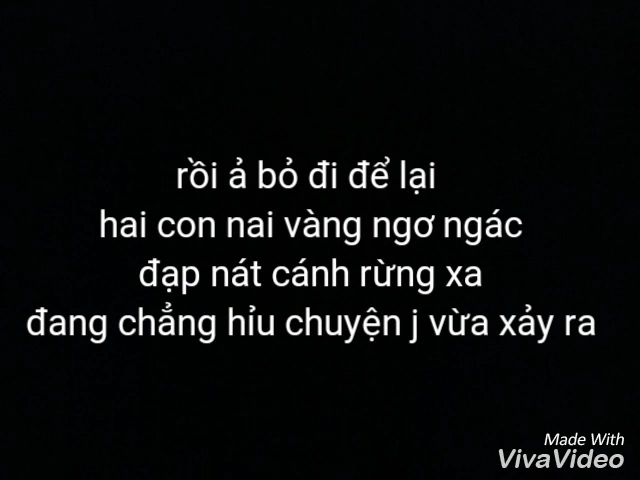 rồi ả bỏ đi để lại
hai con nai vàng ngơ ngác
đạp nát cánh rừng xa
đang chẳng hỉu chuyện j vừa xảy ra
Made With
VivaVideo